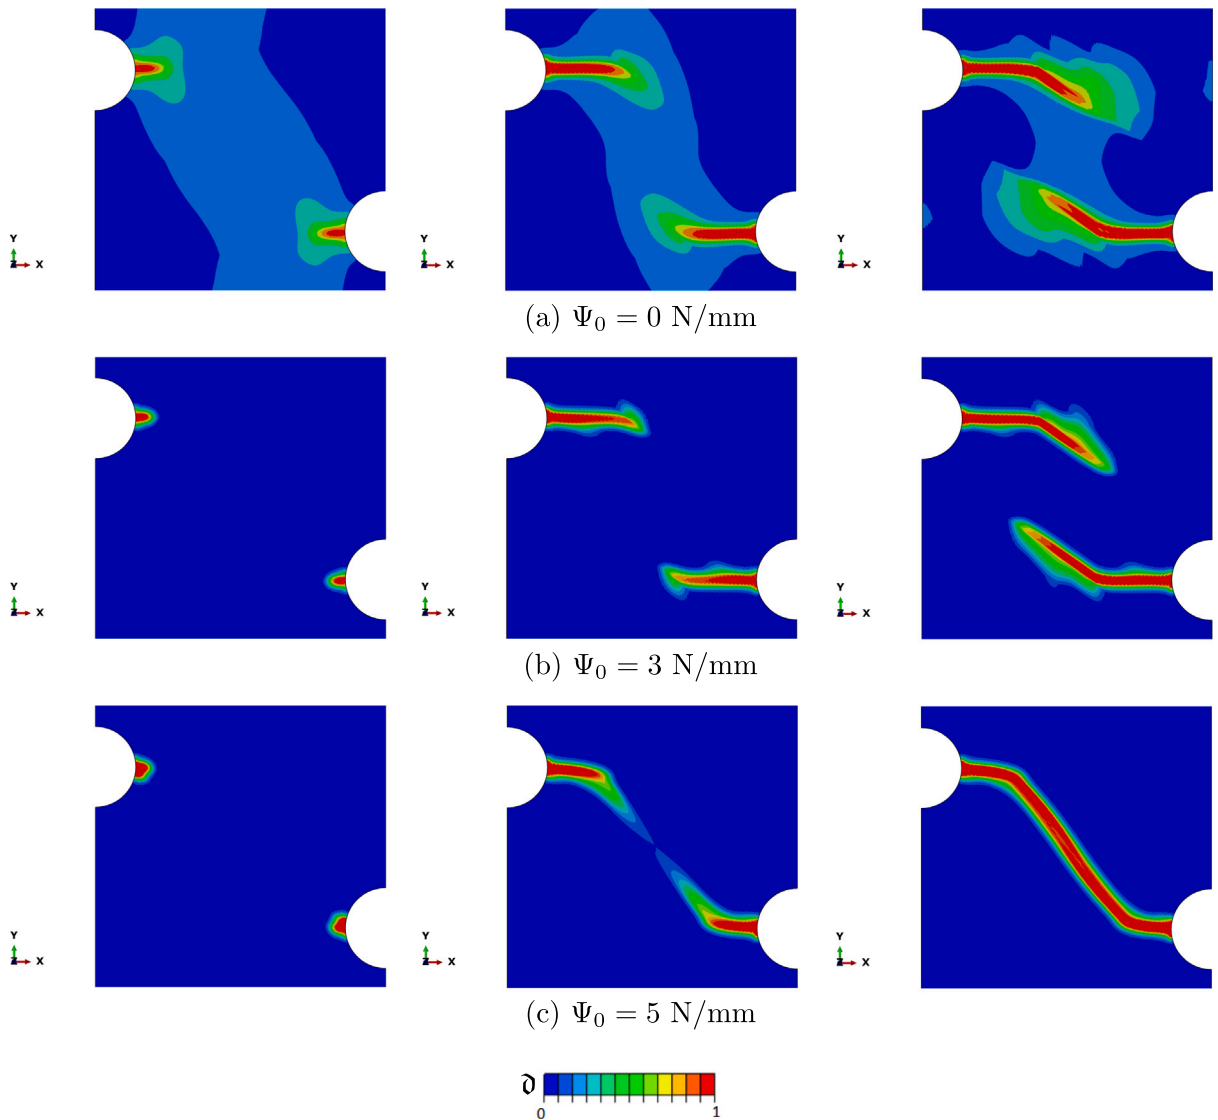 Y
Z X
Y
Z X
Y
Z X
(a) Ψ₀ = 0 N/mm
Y
Z X
Y
Z X
Y
Z X
(b) Ψ₀ = 3 N/mm
Y
Z X
Y
Z X
Y
Z X
(c) Ψ₀ = 5 N/mm
𝔡
0 1